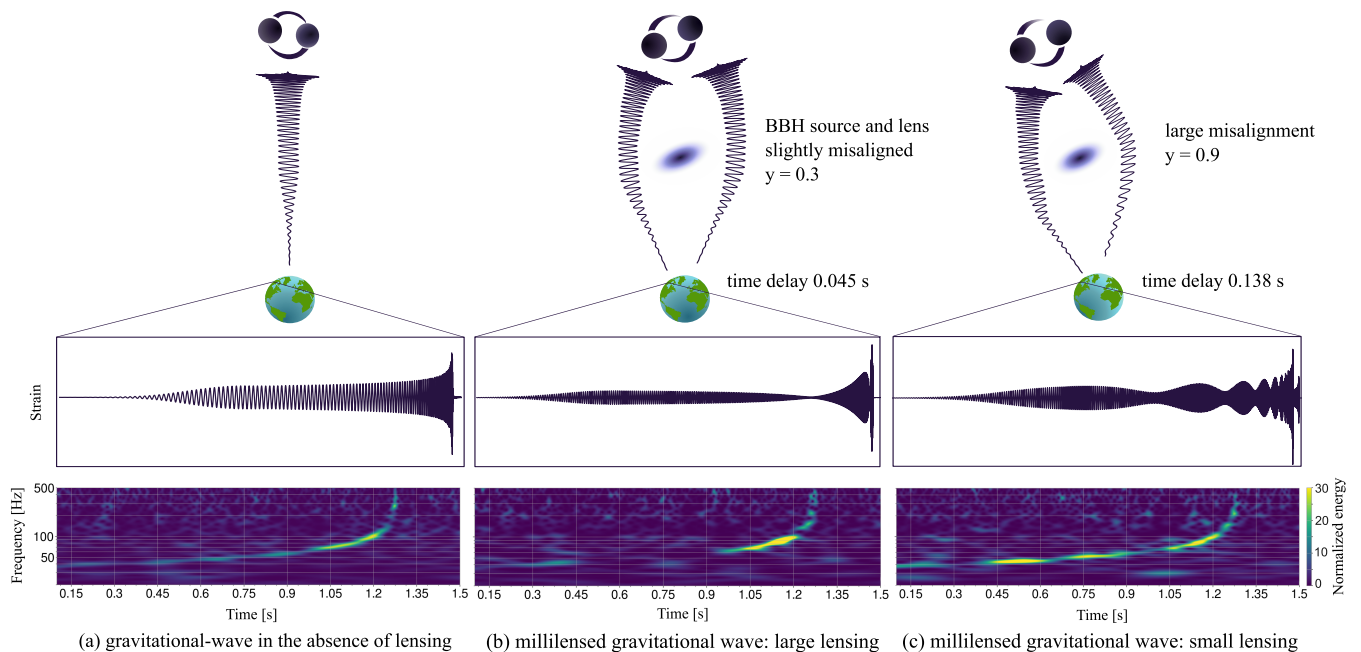 BBH source and lens
slightly misaligned
y = 0.3
large misalignment
y = 0.9
time delay 0.045 s
time delay 0.138 s
Strain
Frequency [Hz]
500
100
50
0.15 0.3 0.45 0.6 0.75 0.9 1.05 1.2 1.35 1.5
Time [s]
0.15 0.3 0.45 0.6 0.75 0.9 1.05 1.2 1.35 1.5
Time [s]
0.15 0.3 0.45 0.6 0.75 0.9 1.05 1.2 1.35 1.5
Time [s]
30
20
10
0
Normalized energy
(a) gravitational-wave in the absence of lensing
(b) millilensed gravitational wave: large lensing
(c) millilensed gravitational wave: small lensing